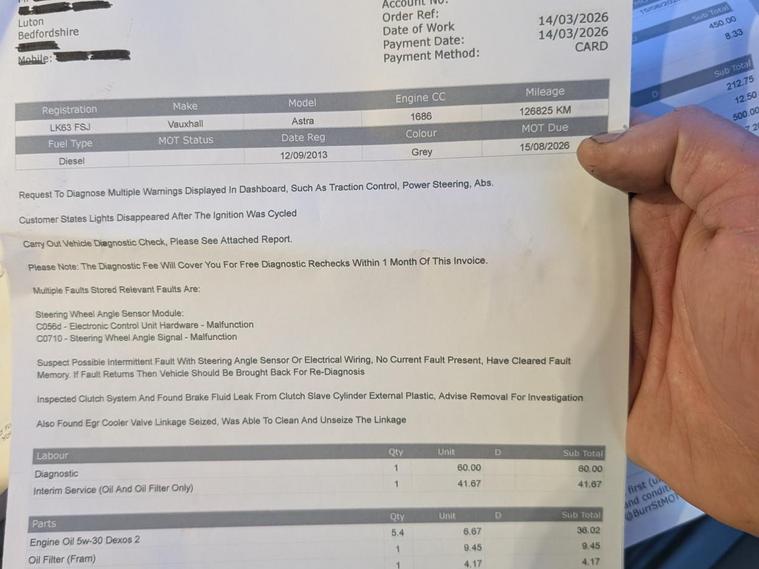 Luton
Bedfordshire
Mobile:
Account No:
Order Ref:
Date of Work 14/03/2026
Payment Date: 14/03/2026
Payment Method: CARD
Registration Make Model Engine CC Mileage
LK63 FSJ Vauxhall Astra 1686 126825 KM
Fuel Type MOT Status Date Reg Colour MOT Due
Diesel 12/09/2013 Grey 15/08/2026
Request To Diagnose Multiple Warnings Displayed In Dashboard, Such As Traction Control, Power Steering, Abs.
Customer States Lights Disappeared After The Ignition Was Cycled
Carry Out Vehicle Diagnostic Check, Please See Attached Report.
Please Note: The Diagnostic Fee Will Cover You For Free Diagnostic Rechecks Within 1 Month Of This Invoice.
Multiple Faults Stored Relevant Faults Are:
Steering Wheel Angle Sensor Module:
C056d - Electronic Control Unit Hardware - Malfunction
C0710 - Steering Wheel Angle Signal - Malfunction
Suspect Possible Intermittent Fault With Steering Angle Sensor Or Electrical Wiring, No Current Fault Present, Have Cleared Fault
Memory. If Fault Returns Then Vehicle Should Be Brought Back For Re-Diagnosis
Inspected Clutch System And Found Brake Fluid Leak From Clutch Slave Cylinder External Plastic, Advise Removal For Investigation
Also Found Egr Cooler Valve Linkage Seized, Was Able To Clean And Unseize The Linkage
Labour Qty Unit D Sub Total
Diagnostic 1 60.00 60.00
Interim Service (Oil And Oil Filter Only) 1 41.67 41.67
Parts Qty Unit D Sub Total
Engine Oil 5w-30 Dexos 2 5.4 6.67 36.02
Oil Filter (Fram) 1 9.45 9.45
1 4.17 4.17
Sub Total
450.00
8.33
D Sub Total
212.75
12.50
500.00
first
and
@BurrStMOT